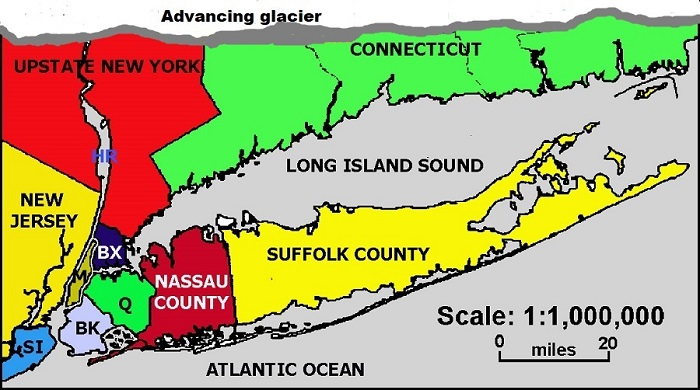 Advancing glacier
UPSTATE NEW YORK
CONNECTICUT
HR
LONG ISLAND SOUND
NEW
JERSEY
BX
SUFFOLK COUNTY
M
NASSAU
COUNTY
Q
BK
SI
Scale: 1:1,000,000
0 miles 20
ATLANTIC OCEAN